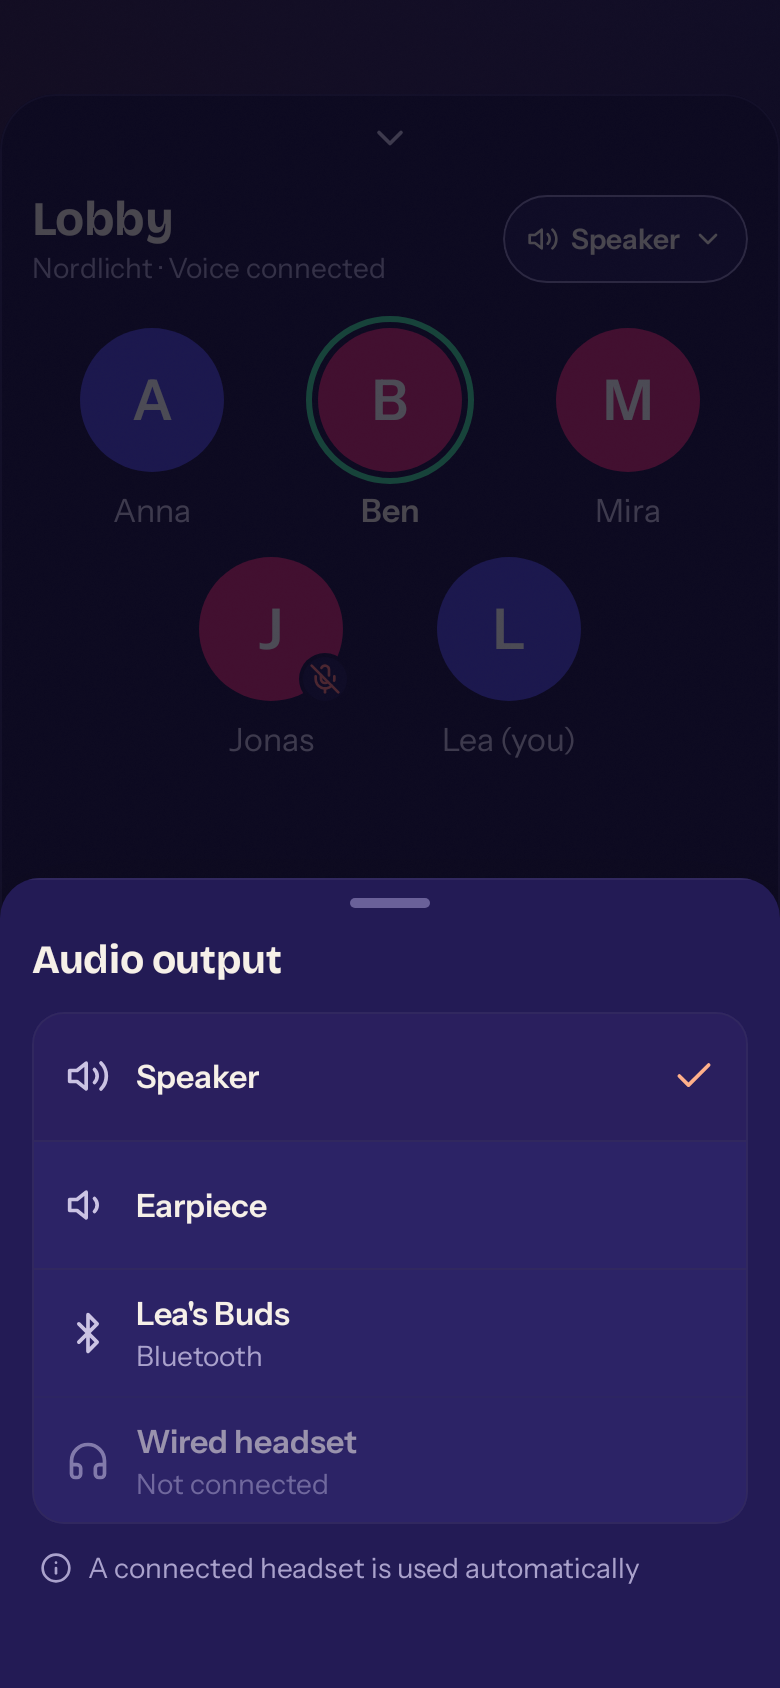 Lobby
Nordlicht · Voice connected
Speaker
A
B
M
Anna
Ben
Mira
J
L
Jonas
Lea (you)
Audio output
Speaker
Earpiece
Lea's Buds
Bluetooth
Wired headset
Not connected
A connected headset is used automatically